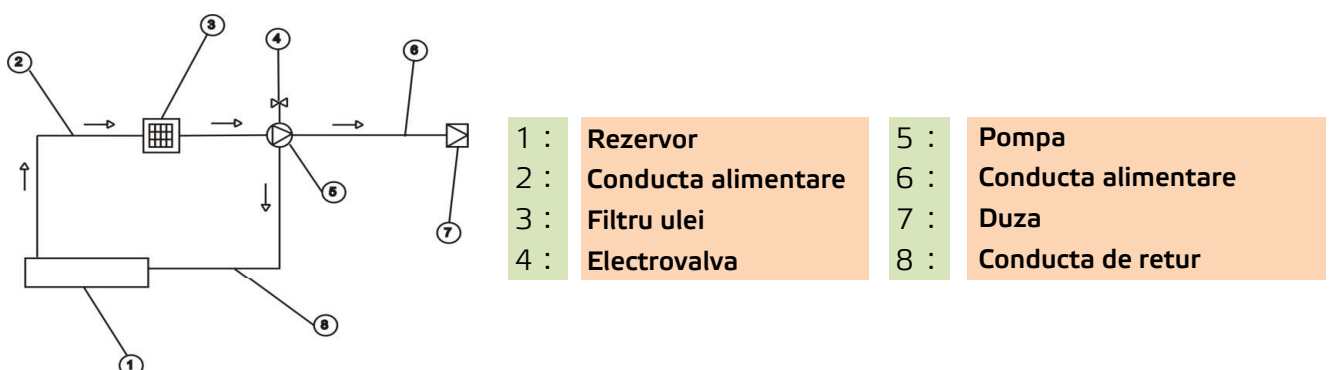 3
4
6
2
5
7
8
1
1 : Rezervor
2 : Conducta alimentare
3 : Filtru ulei
4 : Electrovalva
5 : Pompa
6 : Conducta alimentare
7 : Duza
8 : Conducta de retur